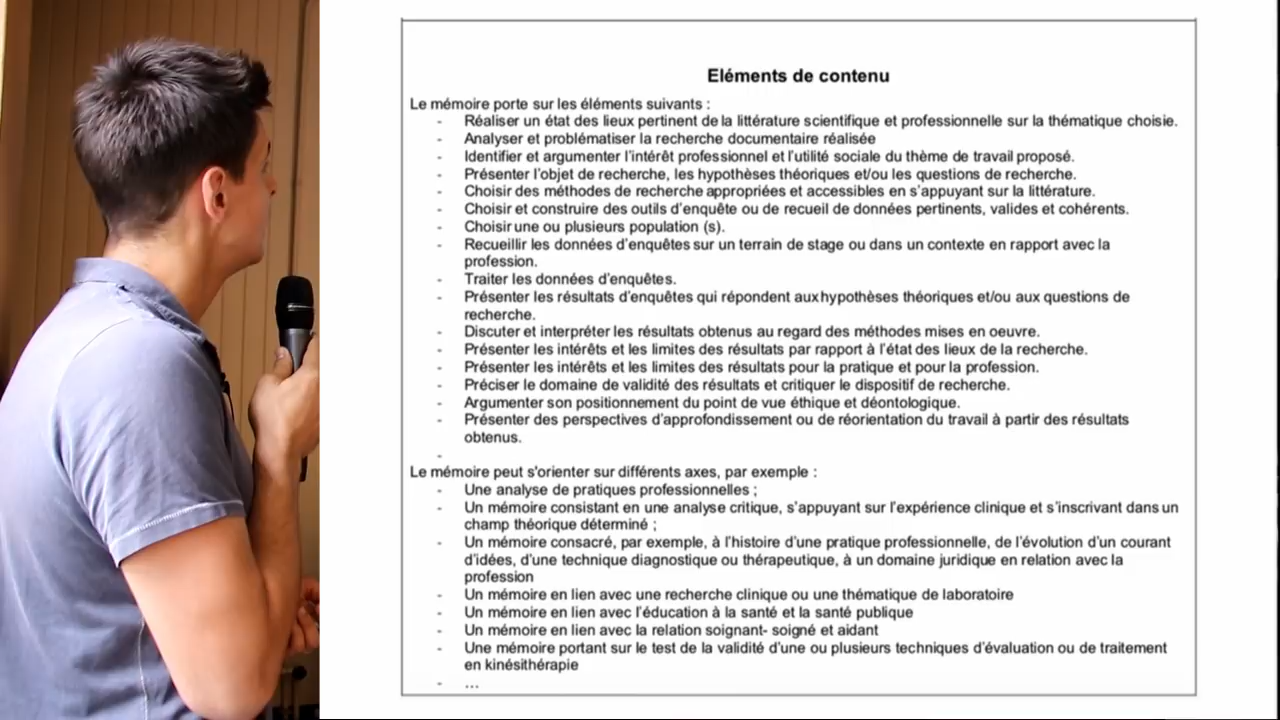 Eléments de contenu
Le mémoire porte sur les éléments suivants :
- Réaliser un état des lieux pertinent de la littérature scientifique et professionnelle sur la thématique choisie.
- Analyser et problématiser la recherche documentaire réalisée
- Identifier et argumenter l'intérêt professionnel et l'utilité sociale du thème de travail proposé.
- Présenter l'objet de recherche, les hypothèses théoriques et/ou les questions de recherche.
- Choisir des méthodes de recherche appropriées et accessibles en s'appuyant sur la littérature.
- Choisir et construire des outils d'enquête ou de recueil de données pertinents, valides et cohérents.
- Choisir une ou plusieurs population (s).
- Recueillir les données d'enquêtes sur un terrain de stage ou dans un contexte en rapport avec la
profession.
- Traiter les données d'enquêtes.
- Présenter les résultats d'enquêtes qui répondent aux hypothèses théoriques et/ou aux questions de
recherche.
- Discuter et interpréter les résultats obtenus au regard des méthodes mises en oeuvre.
- Présenter les intérêts et les limites des résultats par rapport à l'état des lieux de la recherche.
- Présenter les intérêts et les limites des résultats pour la pratique et pour la profession.
- Préciser le domaine de validité des résultats et critiquer le dispositif de recherche.
- Argumenter son positionnement du point de vue éthique et déontologique.
- Présenter des perspectives d'approfondissement ou de réorientation du travail à partir des résultats
obtenus.
-
Le mémoire peut s'orienter sur différents axes, par exemple :
- Une analyse de pratiques professionnelles ;
- Un mémoire consistant en une analyse critique, s'appuyant sur l'expérience clinique et s'inscrivant dans un
champ théorique déterminé ;
- Un mémoire consacré, par exemple, à l'histoire d'une pratique professionnelle, de l'évolution d'un courant
d'idées, d'une technique diagnostique ou thérapeutique, à un domaine juridique en relation avec la
profession
- Un mémoire en lien avec une recherche clinique ou une thématique de laboratoire
- Un mémoire en lien avec l'éducation à la santé et la santé publique
- Un mémoire en lien avec la relation soignant- soigné et aidant
- Une mémoire portant sur le test de la validité d'une ou plusieurs techniques d'évaluation ou de traitement
en kinésithérapie
- ...